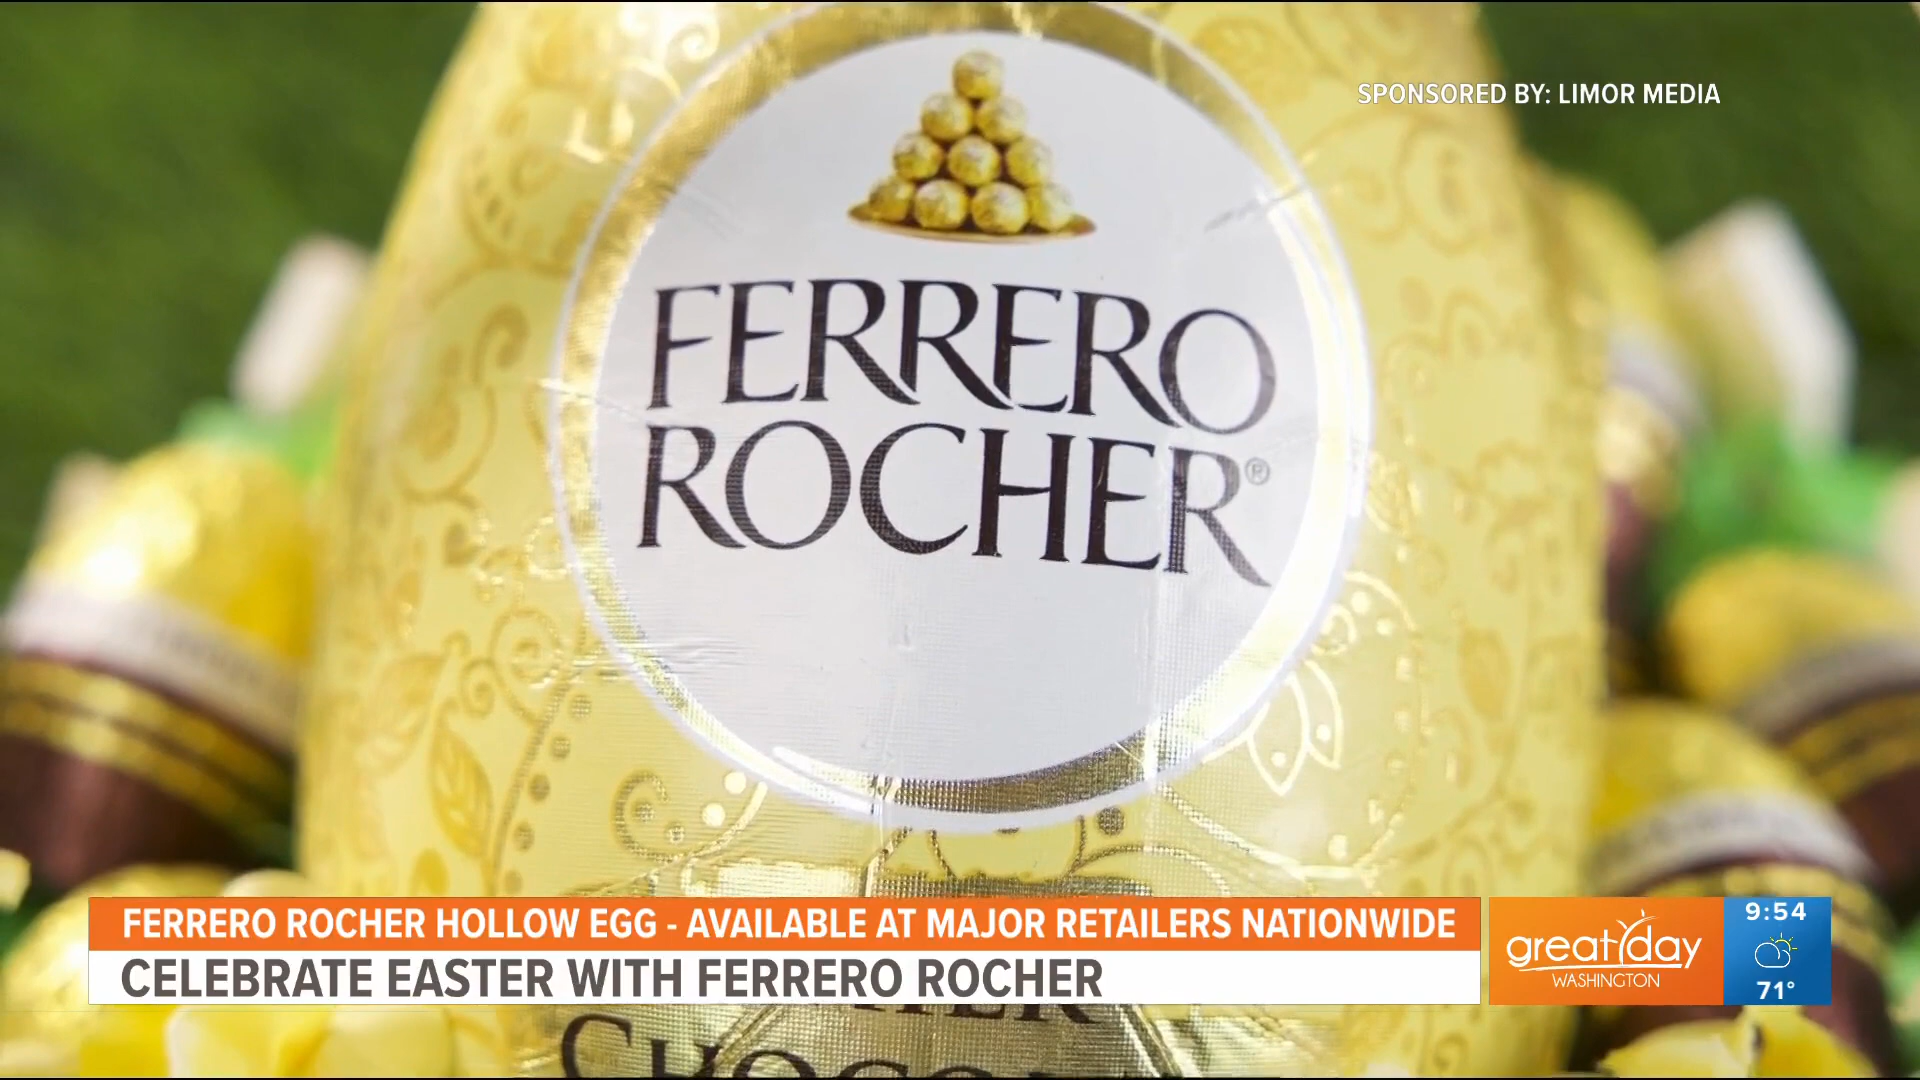 SPONSORED BY: LIMOR MEDIA
FERRERO
ROCHER®
FERRERO ROCHER HOLLOW EGG - AVAILABLE AT MAJOR RETAILERS NATIONWIDE
CELEBRATE EASTER WITH FERRERO ROCHER
great day
WASHINGTON
9:54
71°